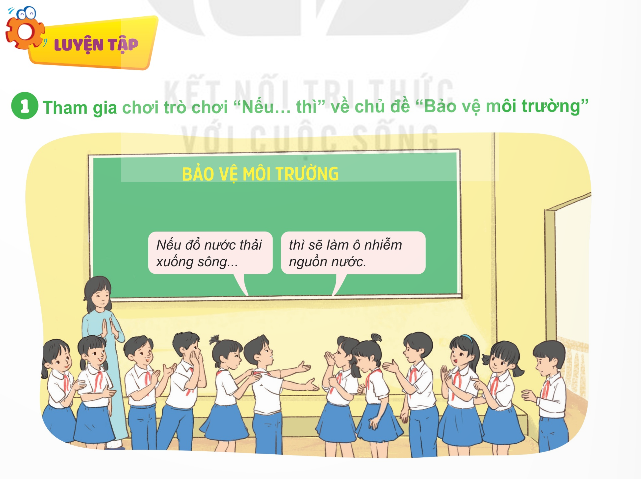 LUYỆN TẬP
KẾT NỐI TRI THỨC
1 Tham gia chơi trò chơi “Nếu... thì” về chủ đề “Bảo vệ môi trường”
VỚI CUỘC SỐNG
BẢO VỆ MÔI TRƯỜNG
Nếu đổ nước thải
xuống sông...
thì sẽ làm ô nhiễm
nguồn nước.